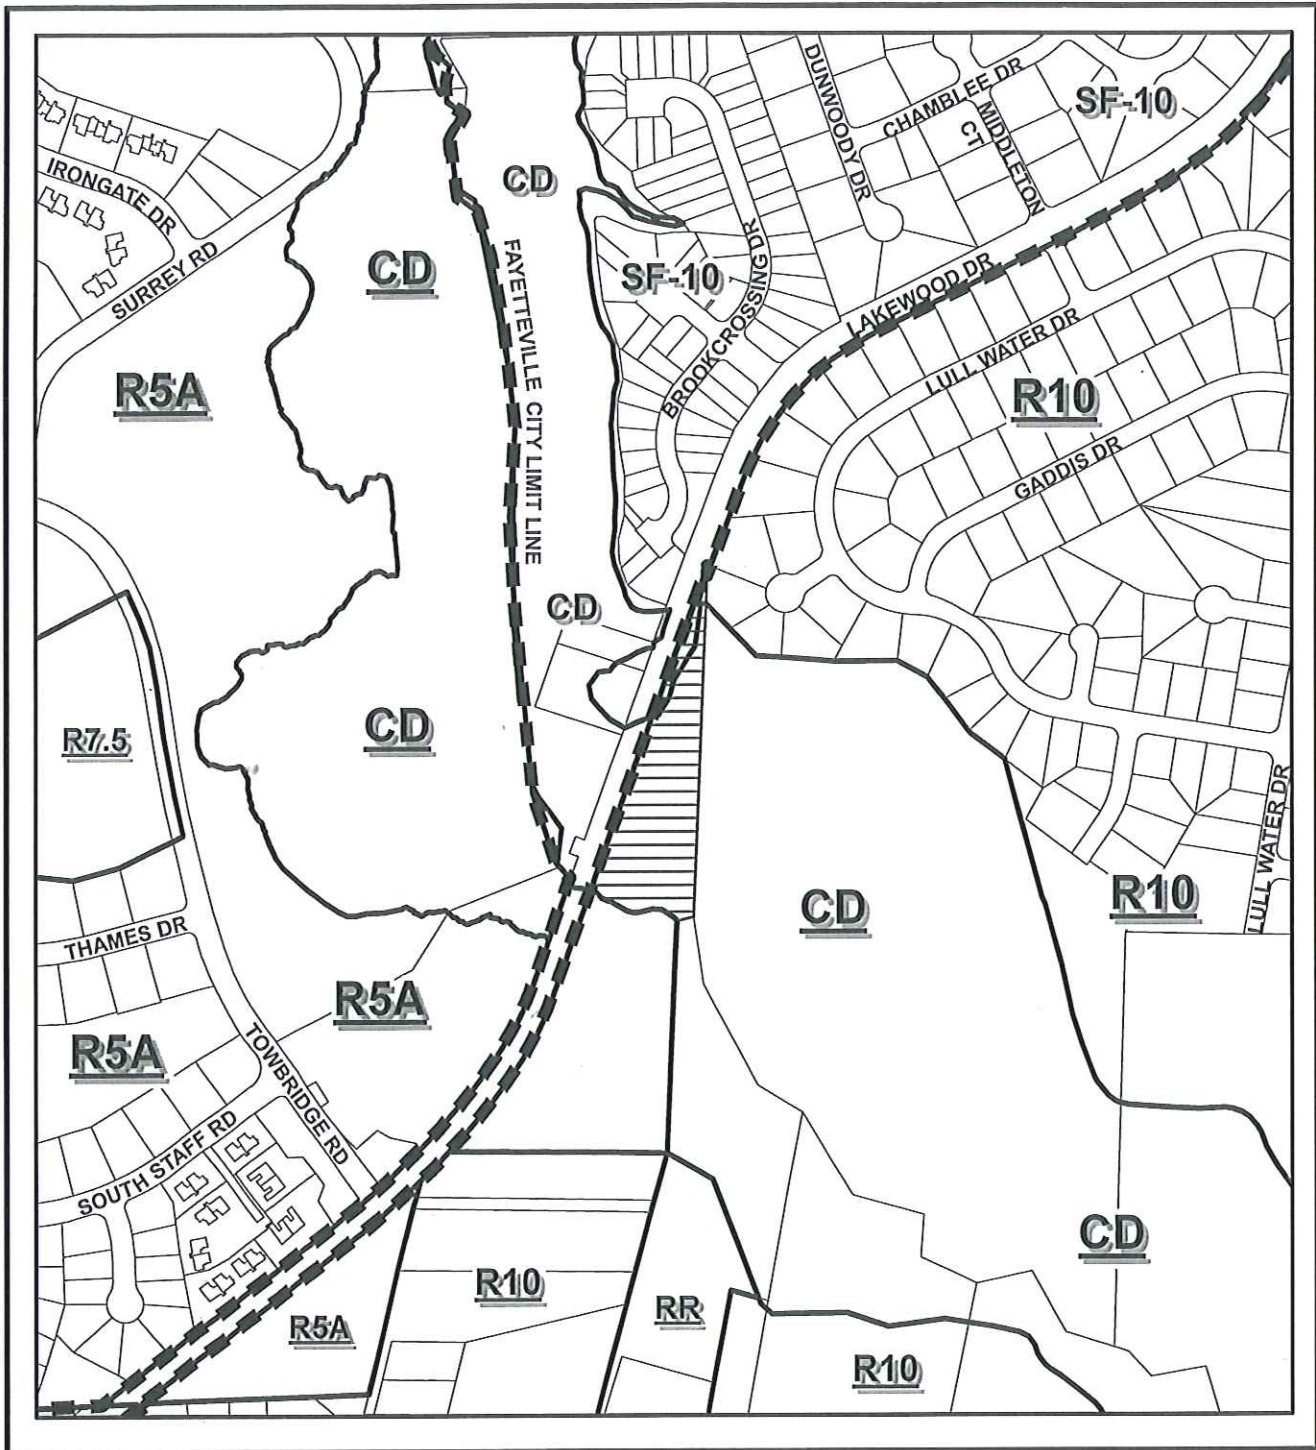 DUNWOODY DR
CHAMBLEE DR
MIDDLETON
CT
SF-10
IRONGATE DR
SURREY RD
CD
CD
FAYETTEVILLE CITY LIMIT LINE
SF-10
BROOKCROSSING DR
LAKEWOOD DR
LULL WATER DR
R5A
R10
GADDIS DR
CD
R7.5
CD
LULL WATER DR
CD
R10
THAMES DR
R5A
R5A
TOWBRIDGE RD
SOUTH STAFF RD
CD
R10
RR
R5A
R10